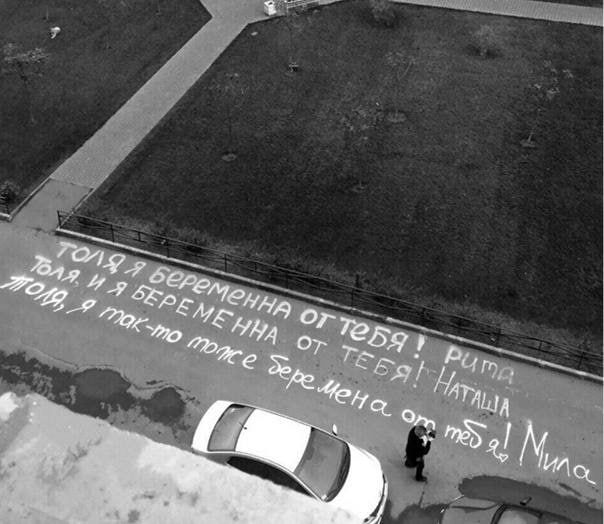 ТОЛЯ, Я БЕРЕМЕННА ОТ ТЕБЯ! РИТА
ТОЛЯ, И Я БЕРЕМЕННА ОТ ТЕБЯ! НАТАША
Толя, я так-то тоже беремена от тебя! Мила